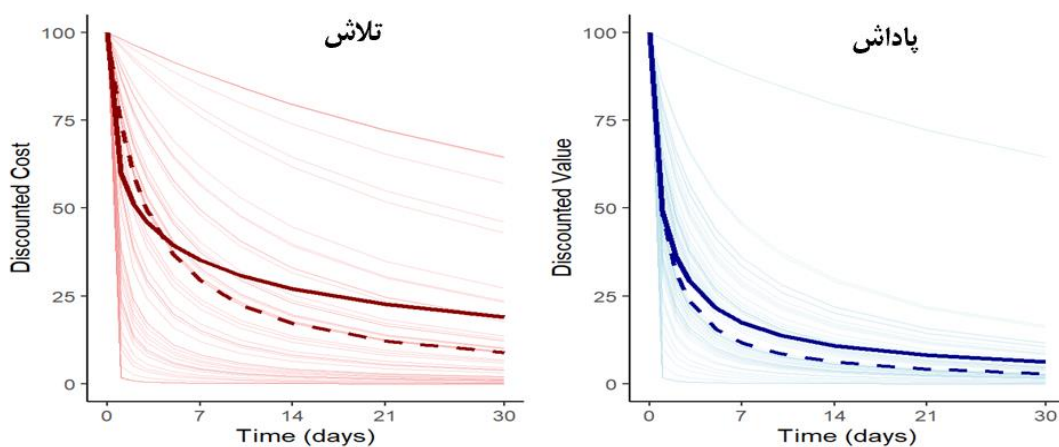 تلاش
100
75
50
25
0
Discounted Cost
0 7 14 21 30
Time (days)
پاداش
100
75
50
25
0
Discounted Value
0 7 14 21 30
Time (days)